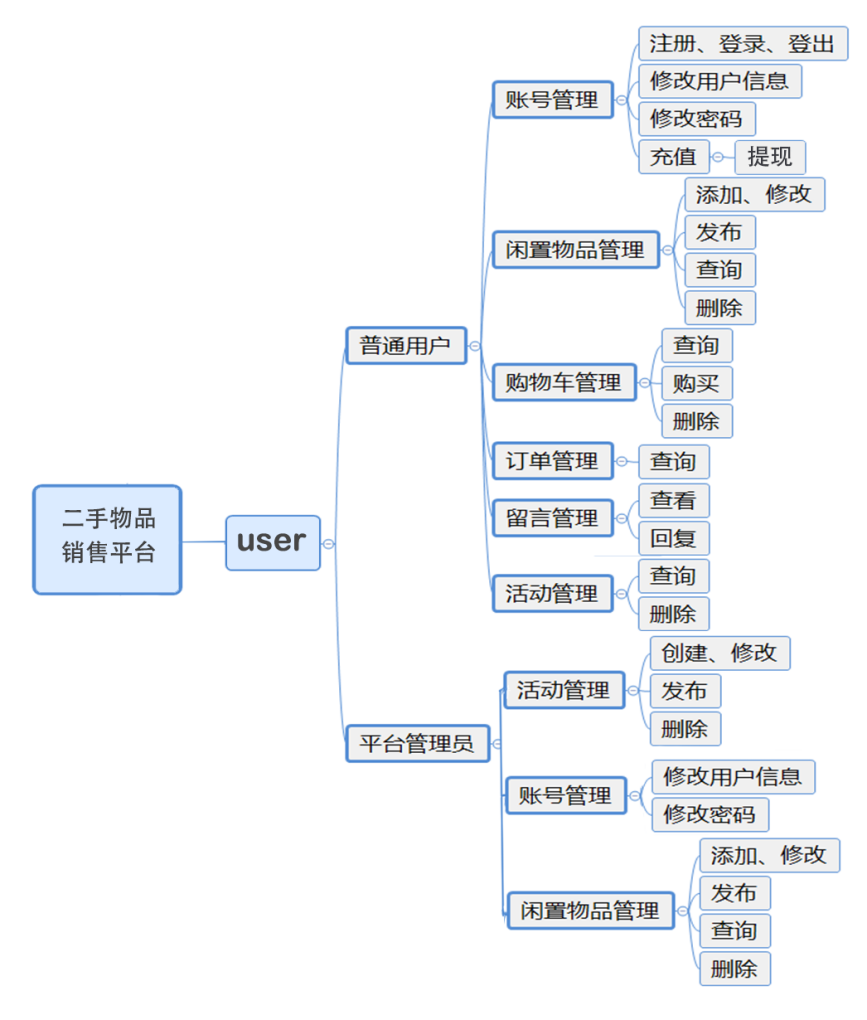 二手物品
销售平台
user
普通用户
账号管理
注册、登录、登出
修改用户信息
修改密码
充值
提现
闲置物品管理
添加、修改
发布
查询
删除
购物车管理
查询
购买
删除
订单管理
查询
留言管理
查看
回复
活动管理
查询
删除
平台管理员
活动管理
创建、修改
发布
删除
账号管理
修改用户信息
修改密码
闲置物品管理
添加、修改
发布
查询
删除